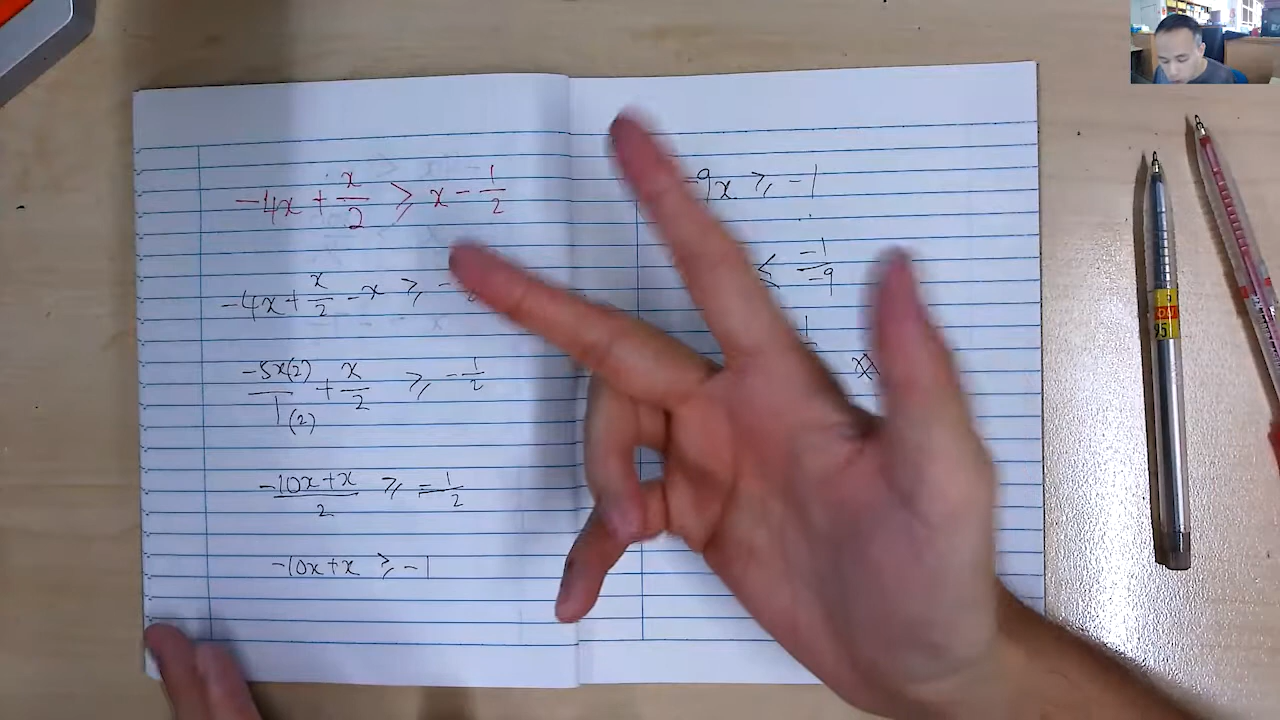 -4x + x/2 ⩾ x - 1/2
-4x + x/2 - x ⩾ -
-5x(2)/1(2) + x/2 ⩾ -1/2
-10x+x/2 ⩾ -1/2
-10x+x ⩾ -1
-9x ⩾ -1
≤ -1/-9
1